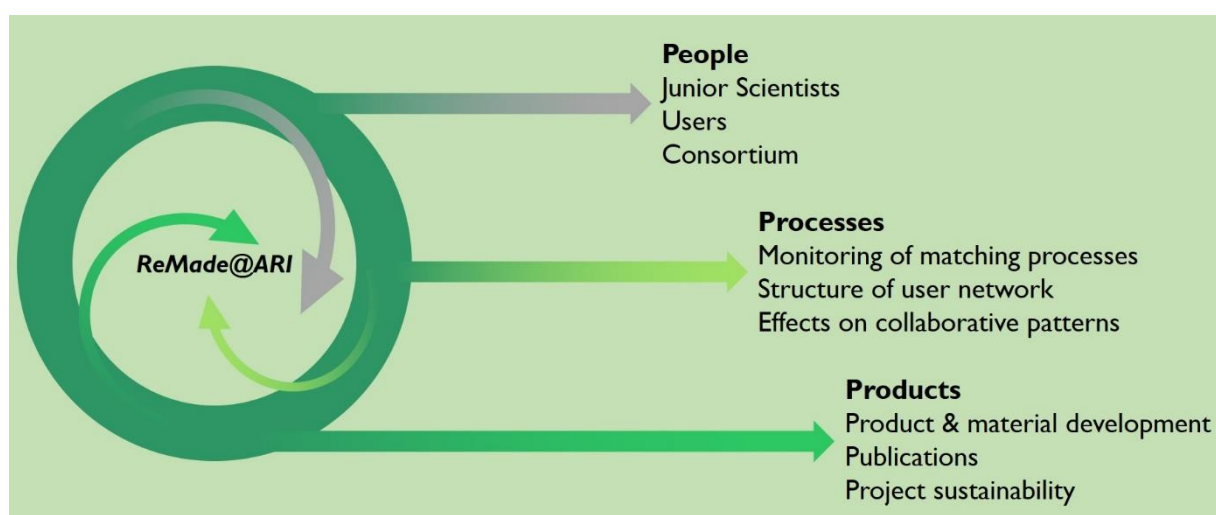 People
Junior Scientists
Users
Consortium
ReMade@ARI
Processes
Monitoring of matching processes
Structure of user network
Effects on collaborative patterns
Products
Product & material development
Publications
Project sustainability